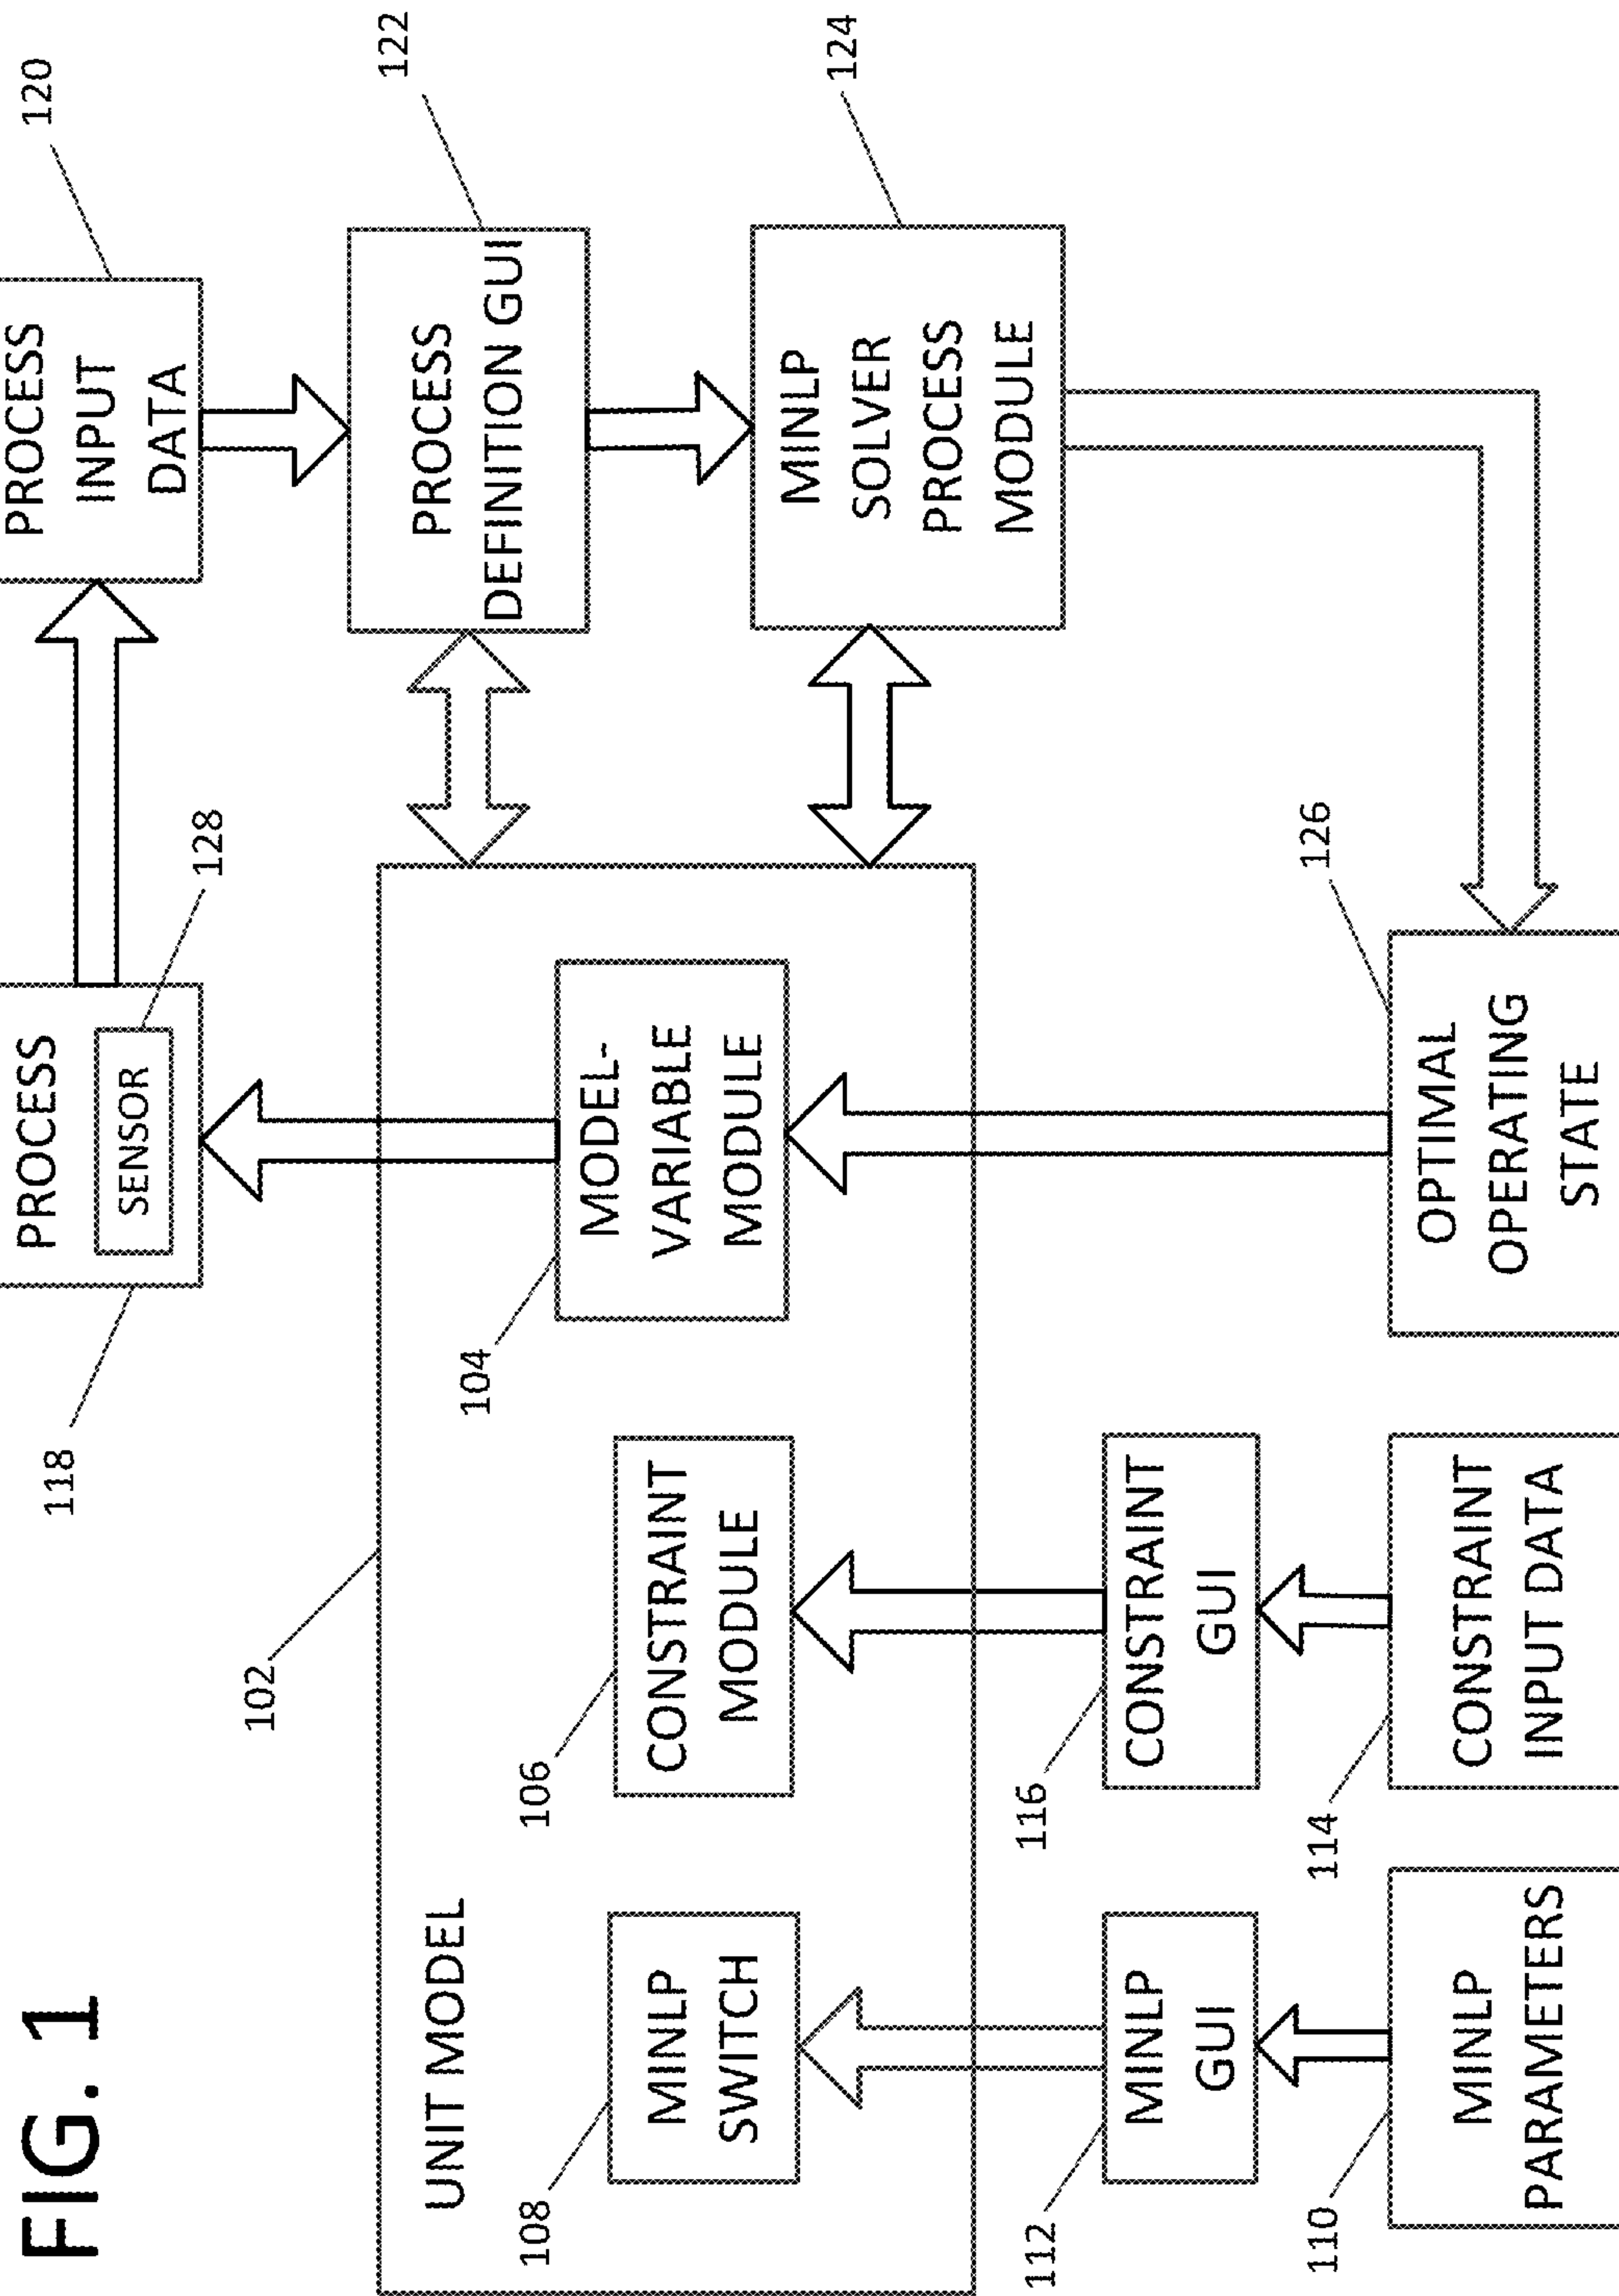 FIG. 1
118
PROCESS
SENSOR
128
PROCESS
INPUT
DATA
120
102
UNIT MODEL
108
MINLP
SWITCH
106
CONSTRAINT
MODULE
104
MODEL-
VARIABLE
MODULE
PROCESS
DEFINITION GUI
122
MINLP
SOLVER
PROCESS
MODULE
124
112
MINLP
GUI
116
CONSTRAINT
GUI
110
MINLP
PARAMETERS
114
CONSTRAINT
INPUT DATA
OPTIMAL
OPERATING
STATE
126